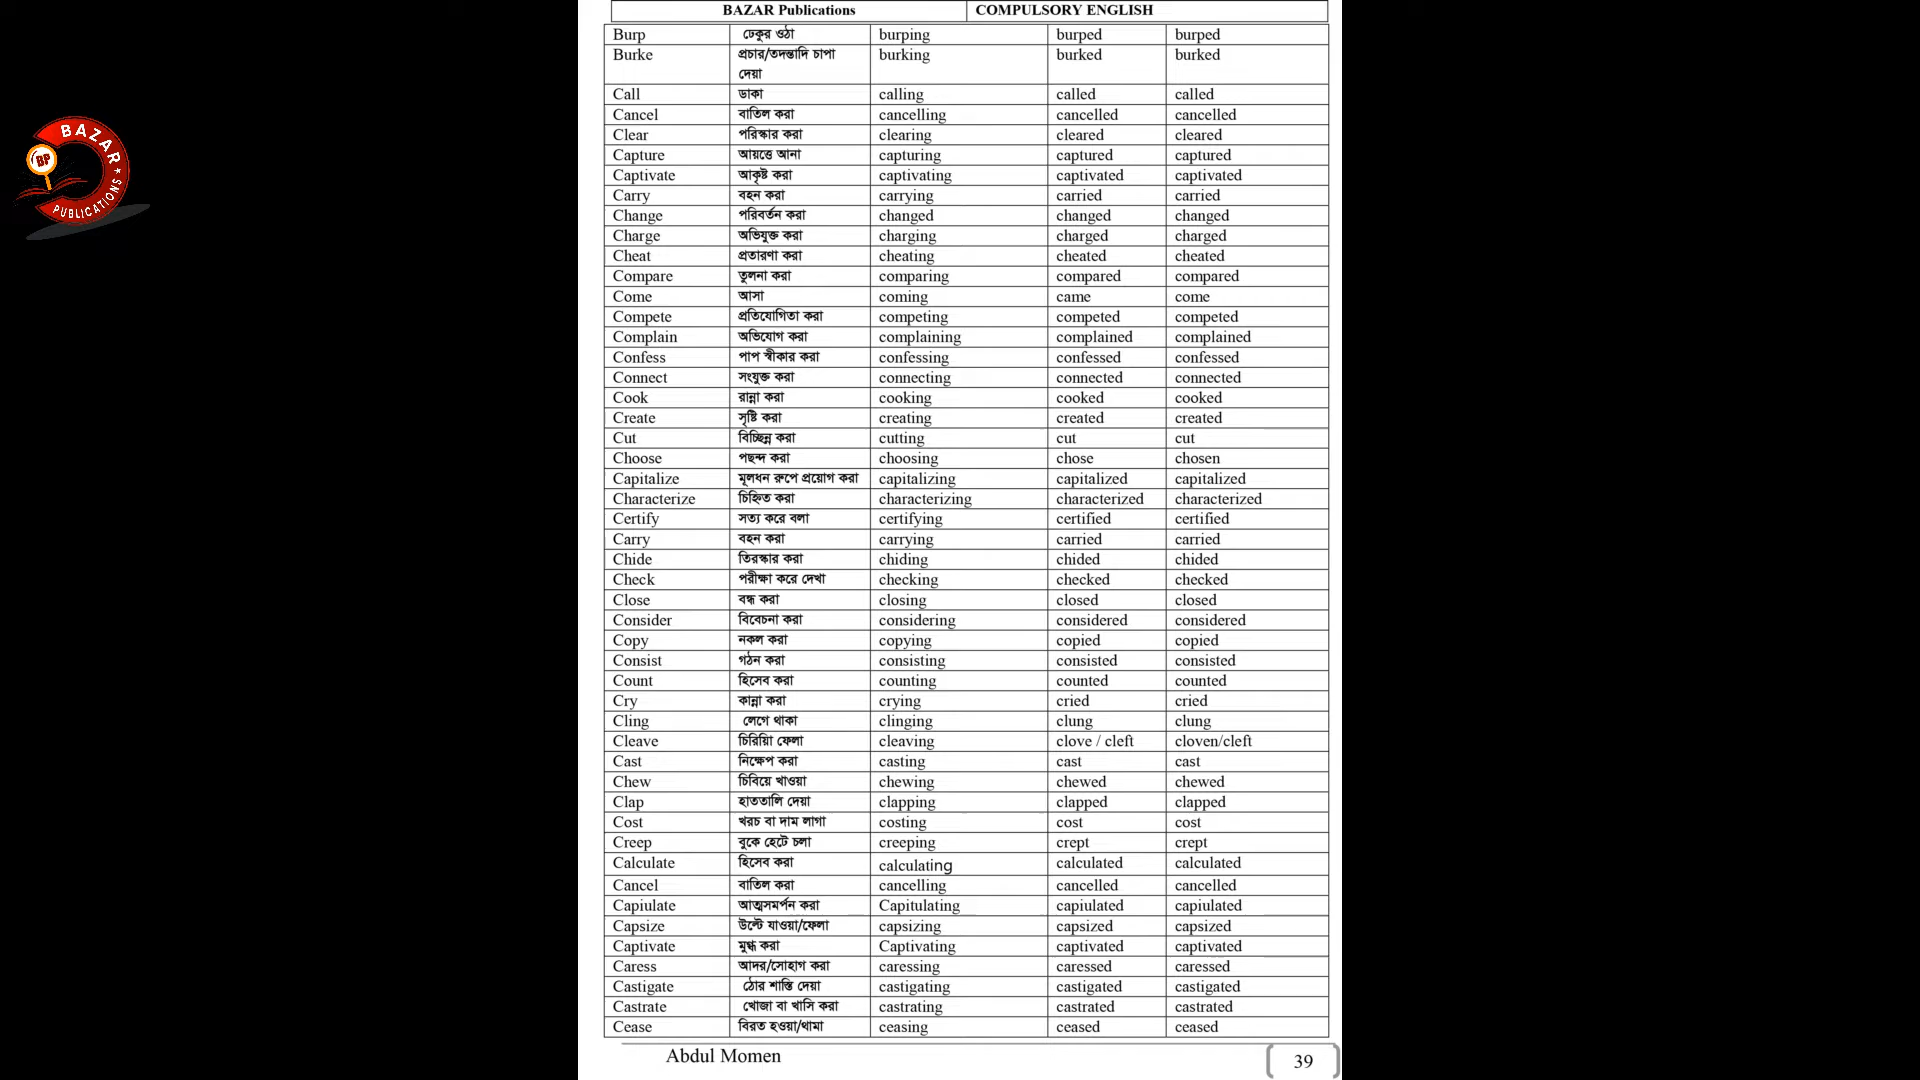 BAZAR Publications COMPULSORY ENGLISH
Burp ঢেকুর ওঠা burping burped burped
Burke প্রচার/তদন্তাদি চাপা দেয়া burking burked burked
Call ডাকা calling called called
Cancel বাতিল করা cancelling cancelled cancelled
Clear পরিস্কার করা clearing cleared cleared
Capture আয়ত্তে আনা capturing captured captured
Captivate আকৃষ্ট করা captivating captivated captivated
Carry বহন করা carrying carried carried
Change পরিবর্তন করা changed changed changed
Charge অভিযুক্ত করা charging charged charged
Cheat প্রতারণা করা cheating cheated cheated
Compare তুলনা করা comparing compared compared
Come আসা coming came come
Compete প্রতিযোগিতা করা competing competed competed
Complain অভিযোগ করা complaining complained complained
Confess পাপ স্বীকার করা confessing confessed confessed
Connect সংযুক্ত করা connecting connected connected
Cook রান্না করা cooking cooked cooked
Create সৃষ্টি করা creating created created
Cut বিচ্ছিন্ন করা cutting cut cut
Choose পছন্দ করা choosing chose chosen
Capitalize মূলধন রুপে প্রয়োগ করা capitalizing capitalized capitalized
Characterize চিহ্নিত করা characterizing characterized characterized
Certify সত্য করে বলা certifying certified certified
Carry বহন করা carrying carried carried
Chide তিরস্কার করা chiding chided chided
Check পরীক্ষা করে দেখা checking checked checked
Close বন্ধ করা closing closed closed
Consider বিবেচনা করা considering considered considered
Copy নকল করা copying copied copied
Consist গঠন করা consisting consisted consisted
Count হিসেব করা counting counted counted
Cry কান্না করা crying cried cried
Cling লেগে থাকা clinging clung clung
Cleave চিরিয়া ফেলা cleaving clove / cleft cloven/cleft
Cast নিক্ষেপ করা casting cast cast
Chew চিবিয়ে খাওয়া chewing chewed chewed
Clap হাততালি দেয়া clapping clapped clapped
Cost খরচ বা দাম লাগা costing cost cost
Creep বুকে হেটে চলা creeping crept crept
Calculate হিসেব করা calculating calculated calculated
Cancel বাতিল করা cancelling cancelled cancelled
Capiulate আত্মসমর্পন করা Capitulating capiulated capiulated
Capsize উল্টে যাওয়া/ফেলা capsizing capsized capsized
Captivate মুগ্ধ করা Captivating captivated captivated
Caress আদর/সোহাগ করা caressing caressed caressed
Castigate ঠোর শাস্তি দেয়া castigating castigated castigated
Castrate খোজা বা খাসি করা castrating castrated castrated
Cease বিরত হওয়া/থামা ceasing ceased ceased
Abdul Momen 39
BAZAR
BP
PUBLICATIONS